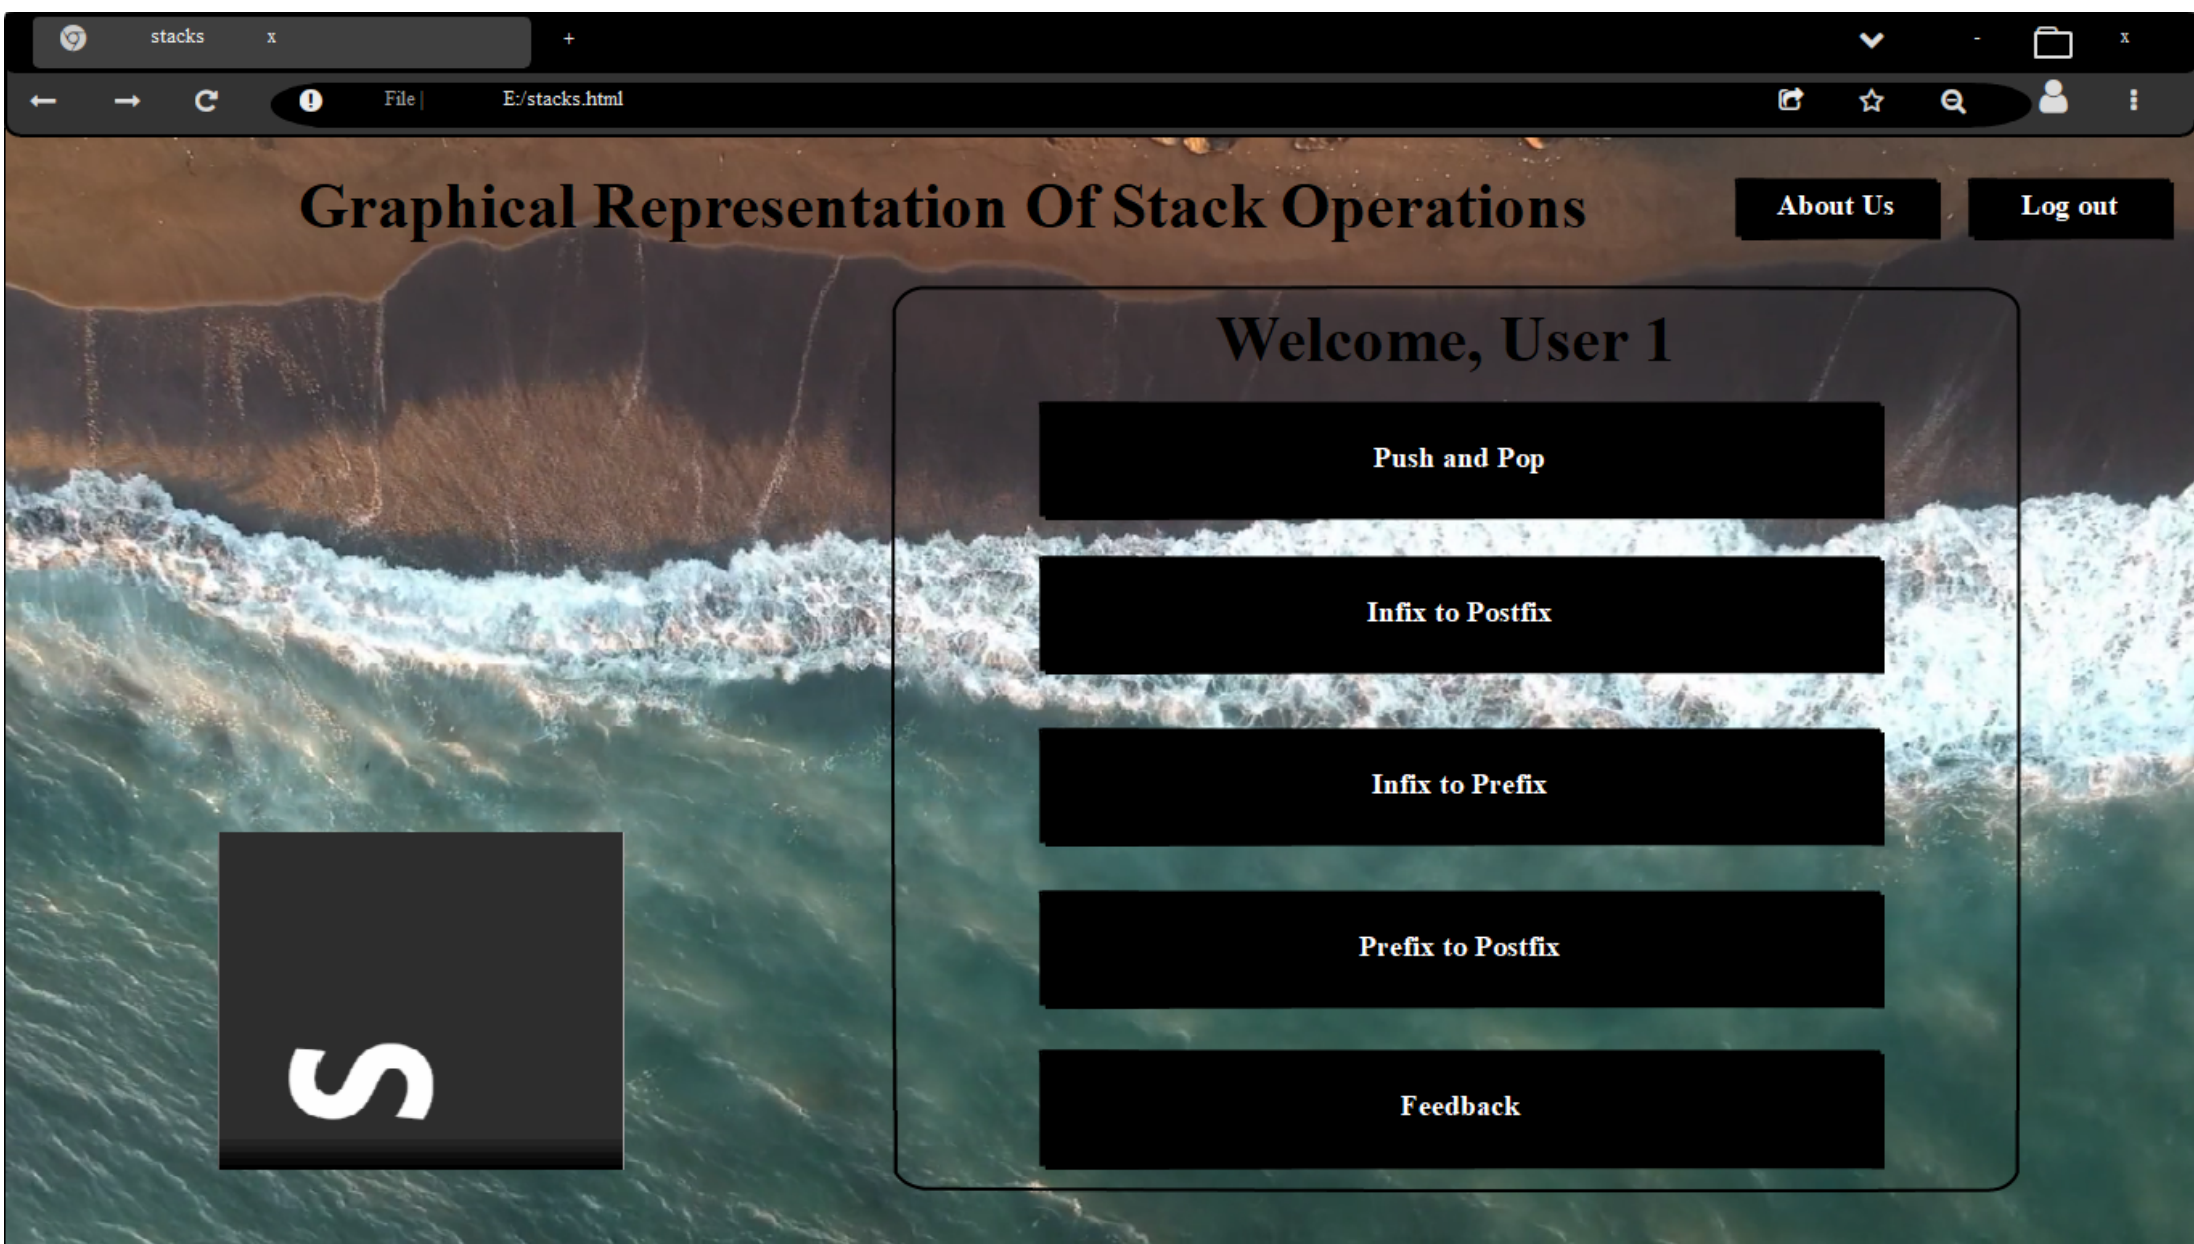 stacks x +  - x
File | E:/stacks.html
Graphical Representation Of Stack Operations
About Us
Log out
Welcome, User 1
Push and Pop
Infix to Postfix
Infix to Prefix
Prefix to Postfix
Feedback
S